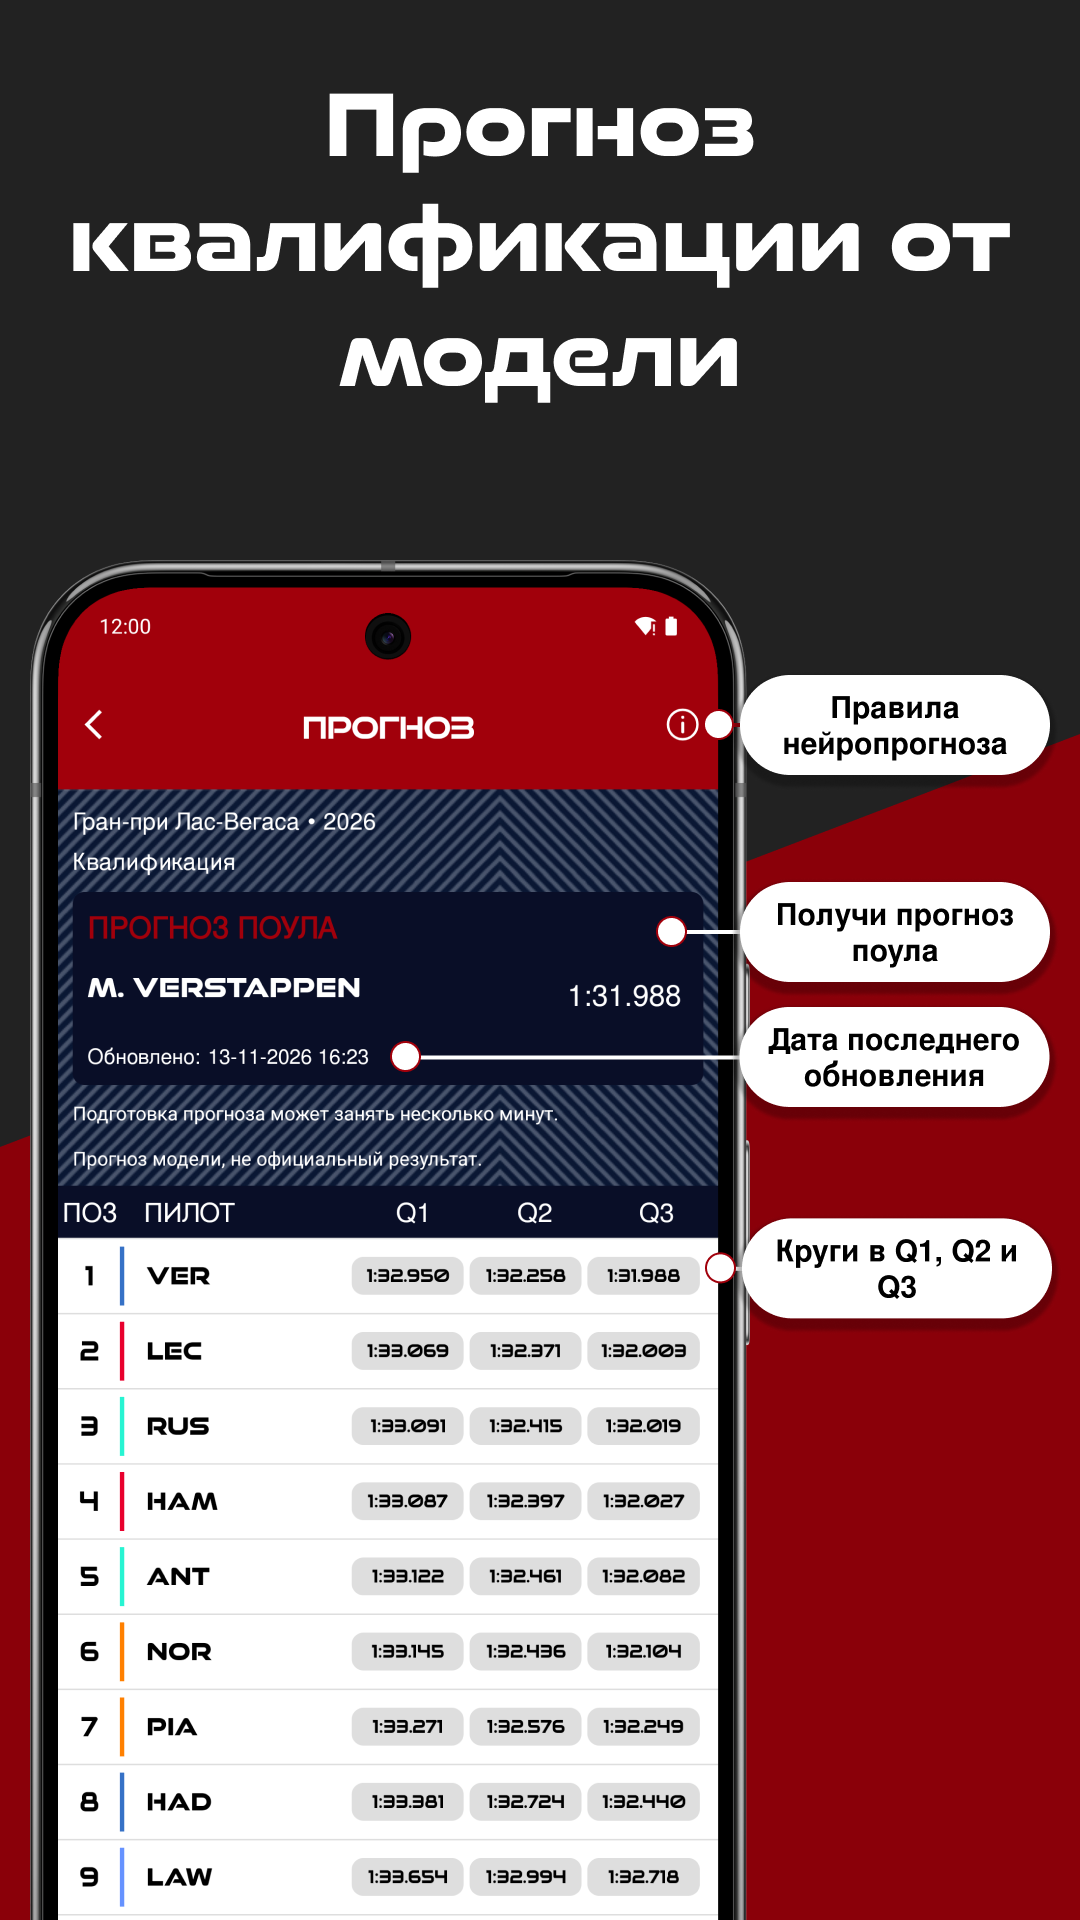 Прогноз
квалификации от
модели
12:00
ПРОГНОЗ
Правила
нейропрогноза
Гран-при Лас-Вегаса • 2026
Квалификация
ПРОГНОЗ ПОУЛА
Получи прогноз
поула
M. VERSTAPPEN
1:31.988
Обновлено: 13-11-2026 16:23
Дата последнего
обновления
Подготовка прогноза может занять несколько минут.
Прогноз модели, не официальный результат.
ПОЗ ПИЛОТ Q1 Q2 Q3
Круги в Q1, Q2 и
Q3
1 VER 1:32.950 1:32.258 1:31.988
2 LEC 1:33.069 1:32.371 1:32.003
3 RUS 1:33.091 1:32.415 1:32.019
4 HAM 1:33.087 1:32.397 1:32.027
5 ANT 1:33.122 1:32.461 1:32.082
6 NOR 1:33.145 1:32.436 1:32.104
7 PIA 1:33.271 1:32.576 1:32.249
8 HAD 1:33.381 1:32.724 1:32.440
9 LAW 1:33.654 1:32.994 1:32.718